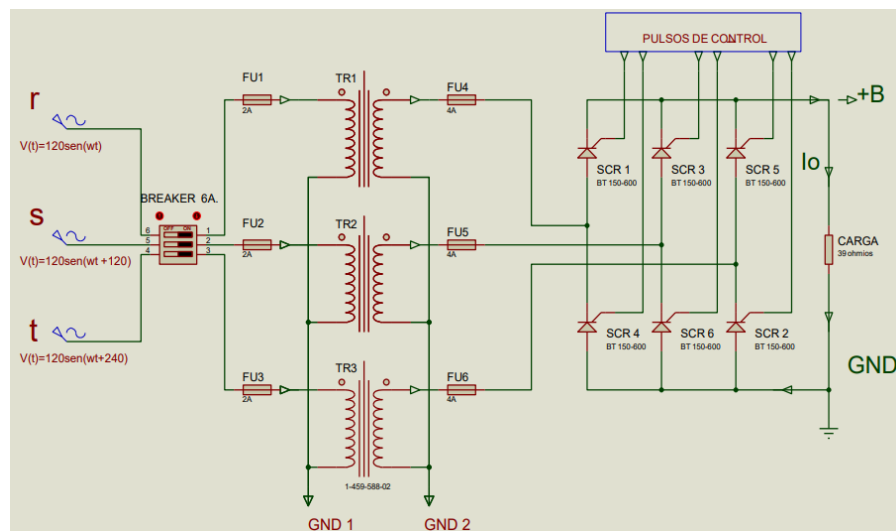 PULSOS DE CONTROL
r
V(t)=120sen(wt)
BREAKER 6A.
OFF ON
6
5
4
1
2
3
s
V(t)=120sen(wt +120)
t
V(t)=120sen(wt+240)
FU1
2A
TR1
FU4
4A
FU2
2A
TR2
FU5
4A
FU3
2A
TR3
FU6
4A
1-459-588-02
GND 1
GND 2
SCR 1
BT 150-600
SCR 3
BT 150-600
SCR 5
BT 150-600
SCR 4
BT 150-600
SCR 6
BT 150-600
SCR 2
BT 150-600
+B
Io
CARGA
39 ohmios
GND